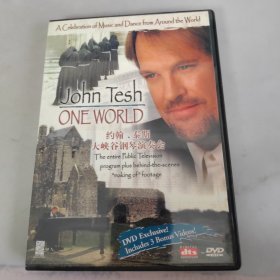 A Celebration of Music and Dance from Around the World
John Tesh
ONE WORLD
约翰·泰斯
大峡谷钢琴演奏会
The entire Public Television
program plus behind-the-scenes
"making of" footage
DVD Exclusive!
Includes 3 Bonus Videos!
dts
DVD